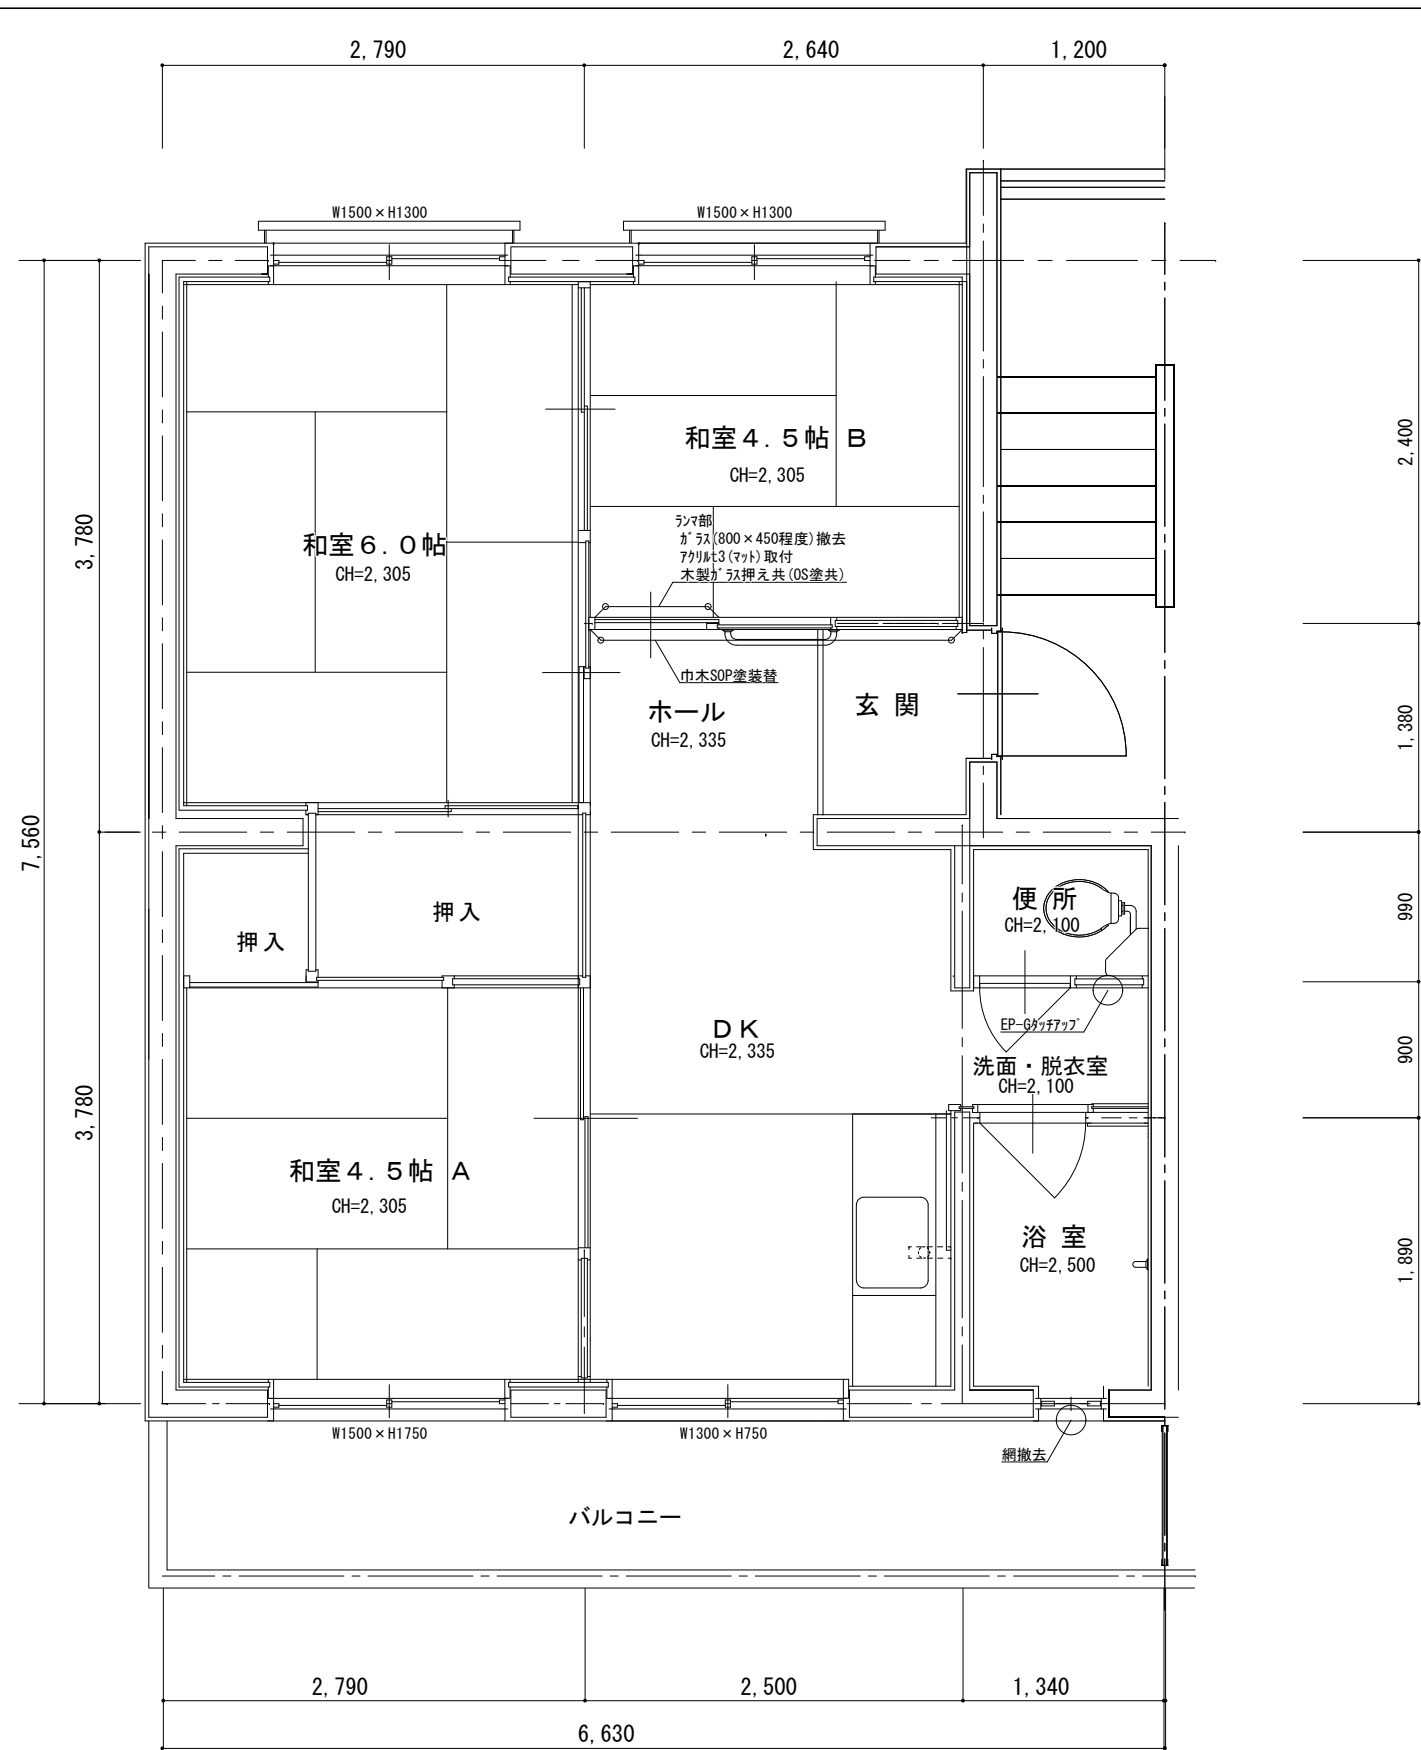 2,790
2,640
1,200
W1500×H1300
W1500×H1300
2,400
和室4.5帖 B
CH=2,305
3,780
ランマ部
ガラス(800×450程度)撤去
アクリルt3(マット)取付
木製ガラス押え共(OS塗共)
和室6.0帖
CH=2,305
巾木SOP塗装替
ホール
CH=2,335
玄関
1,380
7,560
押入
押入
便所
CH=2,100
990
DK
CH=2,335
EP-Gタッチアップ
洗面・脱衣室
CH=2,100
900
3,780
和室4.5帖 A
CH=2,305
浴室
CH=2,500
1,890
W1500×H1750
W1300×H750
網撤去
バルコニー
2,790
2,500
1,340
6,630